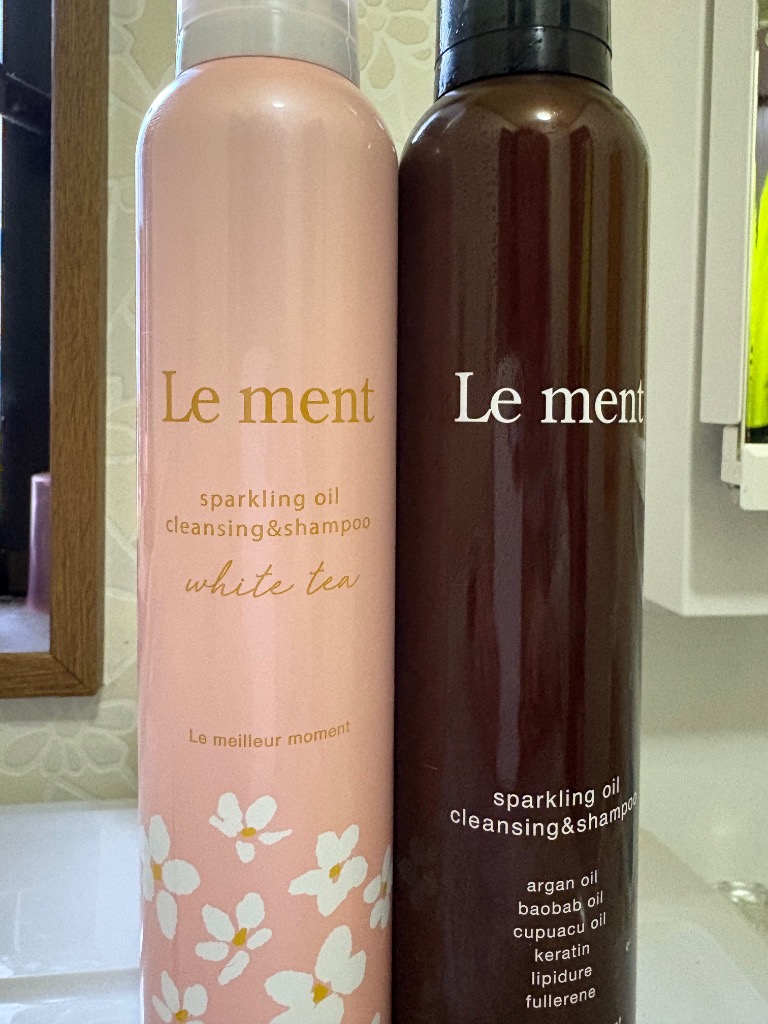 Le ment
sparkling oil
cleansing&shampoo
white tea
Le meilleur moment
Le ment
sparkling oil
cleansing&shampoo
argan oil
baobab oil
cupuacu oil
keratin
lipidure
fullerene